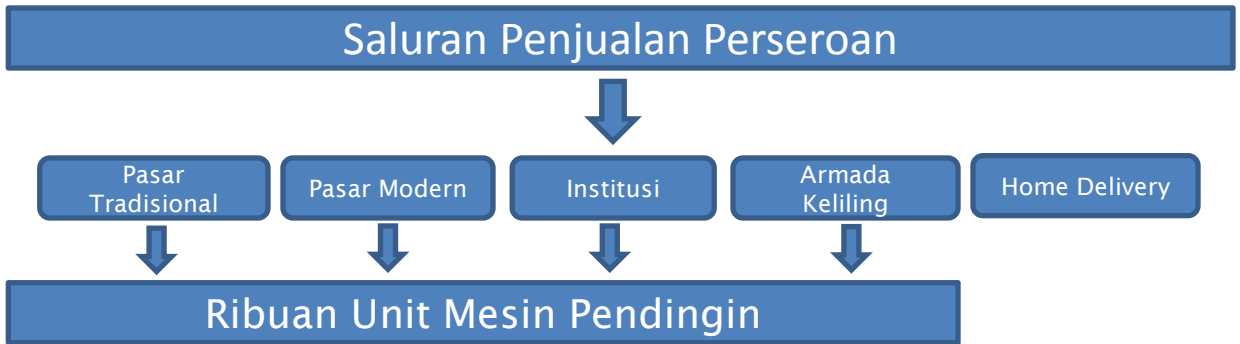 Saluran Penjualan Perseroan
Pasar
Tradisional
Pasar Modern
Institusi
Armada
Keliling
Home Delivery
Ribuan Unit Mesin Pendingin